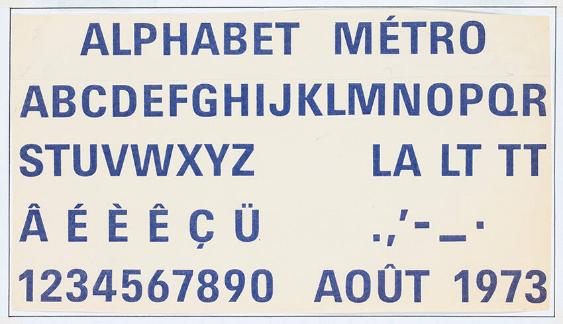 ALPHABET MÉTRO
ABCDEFGHIJKLMNOPQR
STUVWXYZ LA LT TT
Â É È Ê Ç Ü .,’- _ ·
1234567890 AOÛT 1973